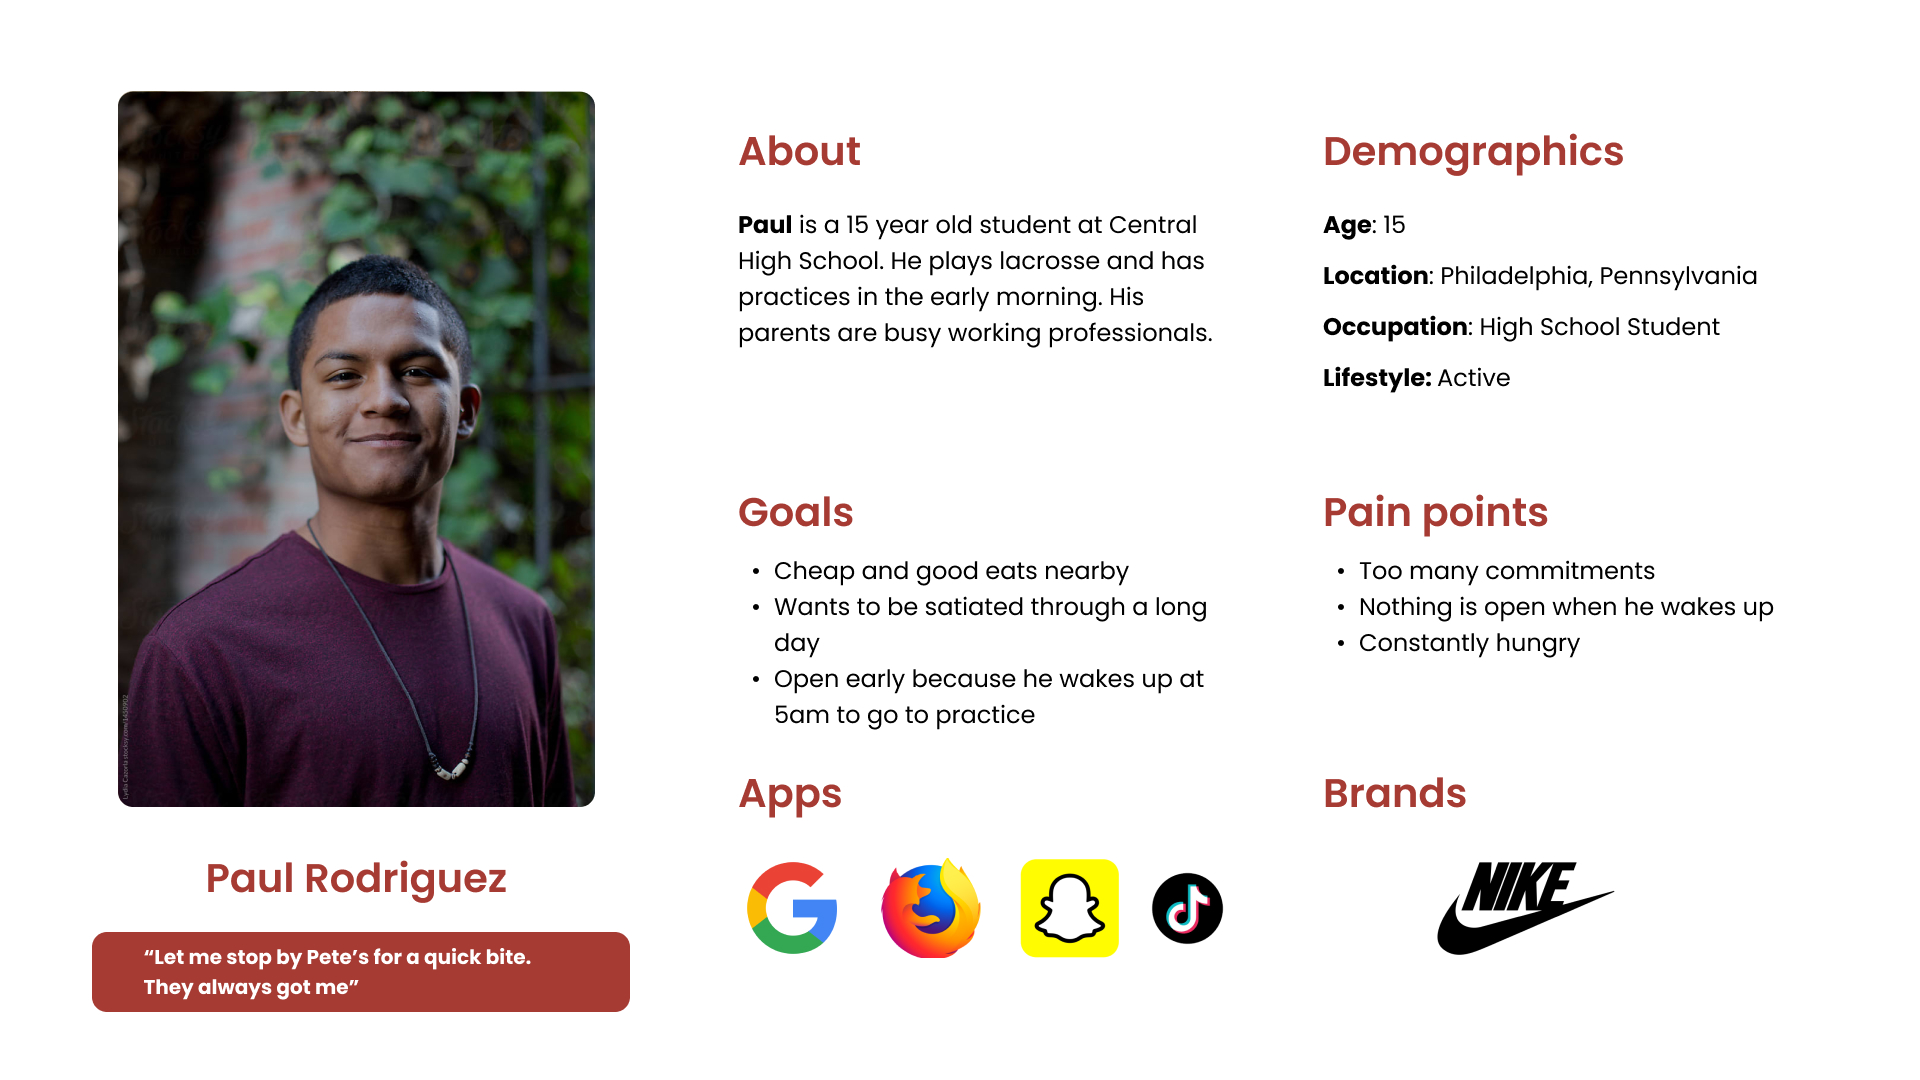 About
Paul is a 15 year old student at Central
High School. He plays lacrosse and has
practices in the early morning. His
parents are busy working professionals.
Demographics
Age: 15
Location: Philadelphia, Pennsylvania
Occupation: High School Student
Lifestyle: Active
Goals
• Cheap and good eats nearby
• Wants to be satiated through a long
day
• Open early because he wakes up at
5am to go to practice
Pain points
• Too many commitments
• Nothing is open when he wakes up
• Constantly hungry
Apps
Brands
NIKE
Paul Rodriguez
“Let me stop by Pete’s for a quick bite.
They always got me”